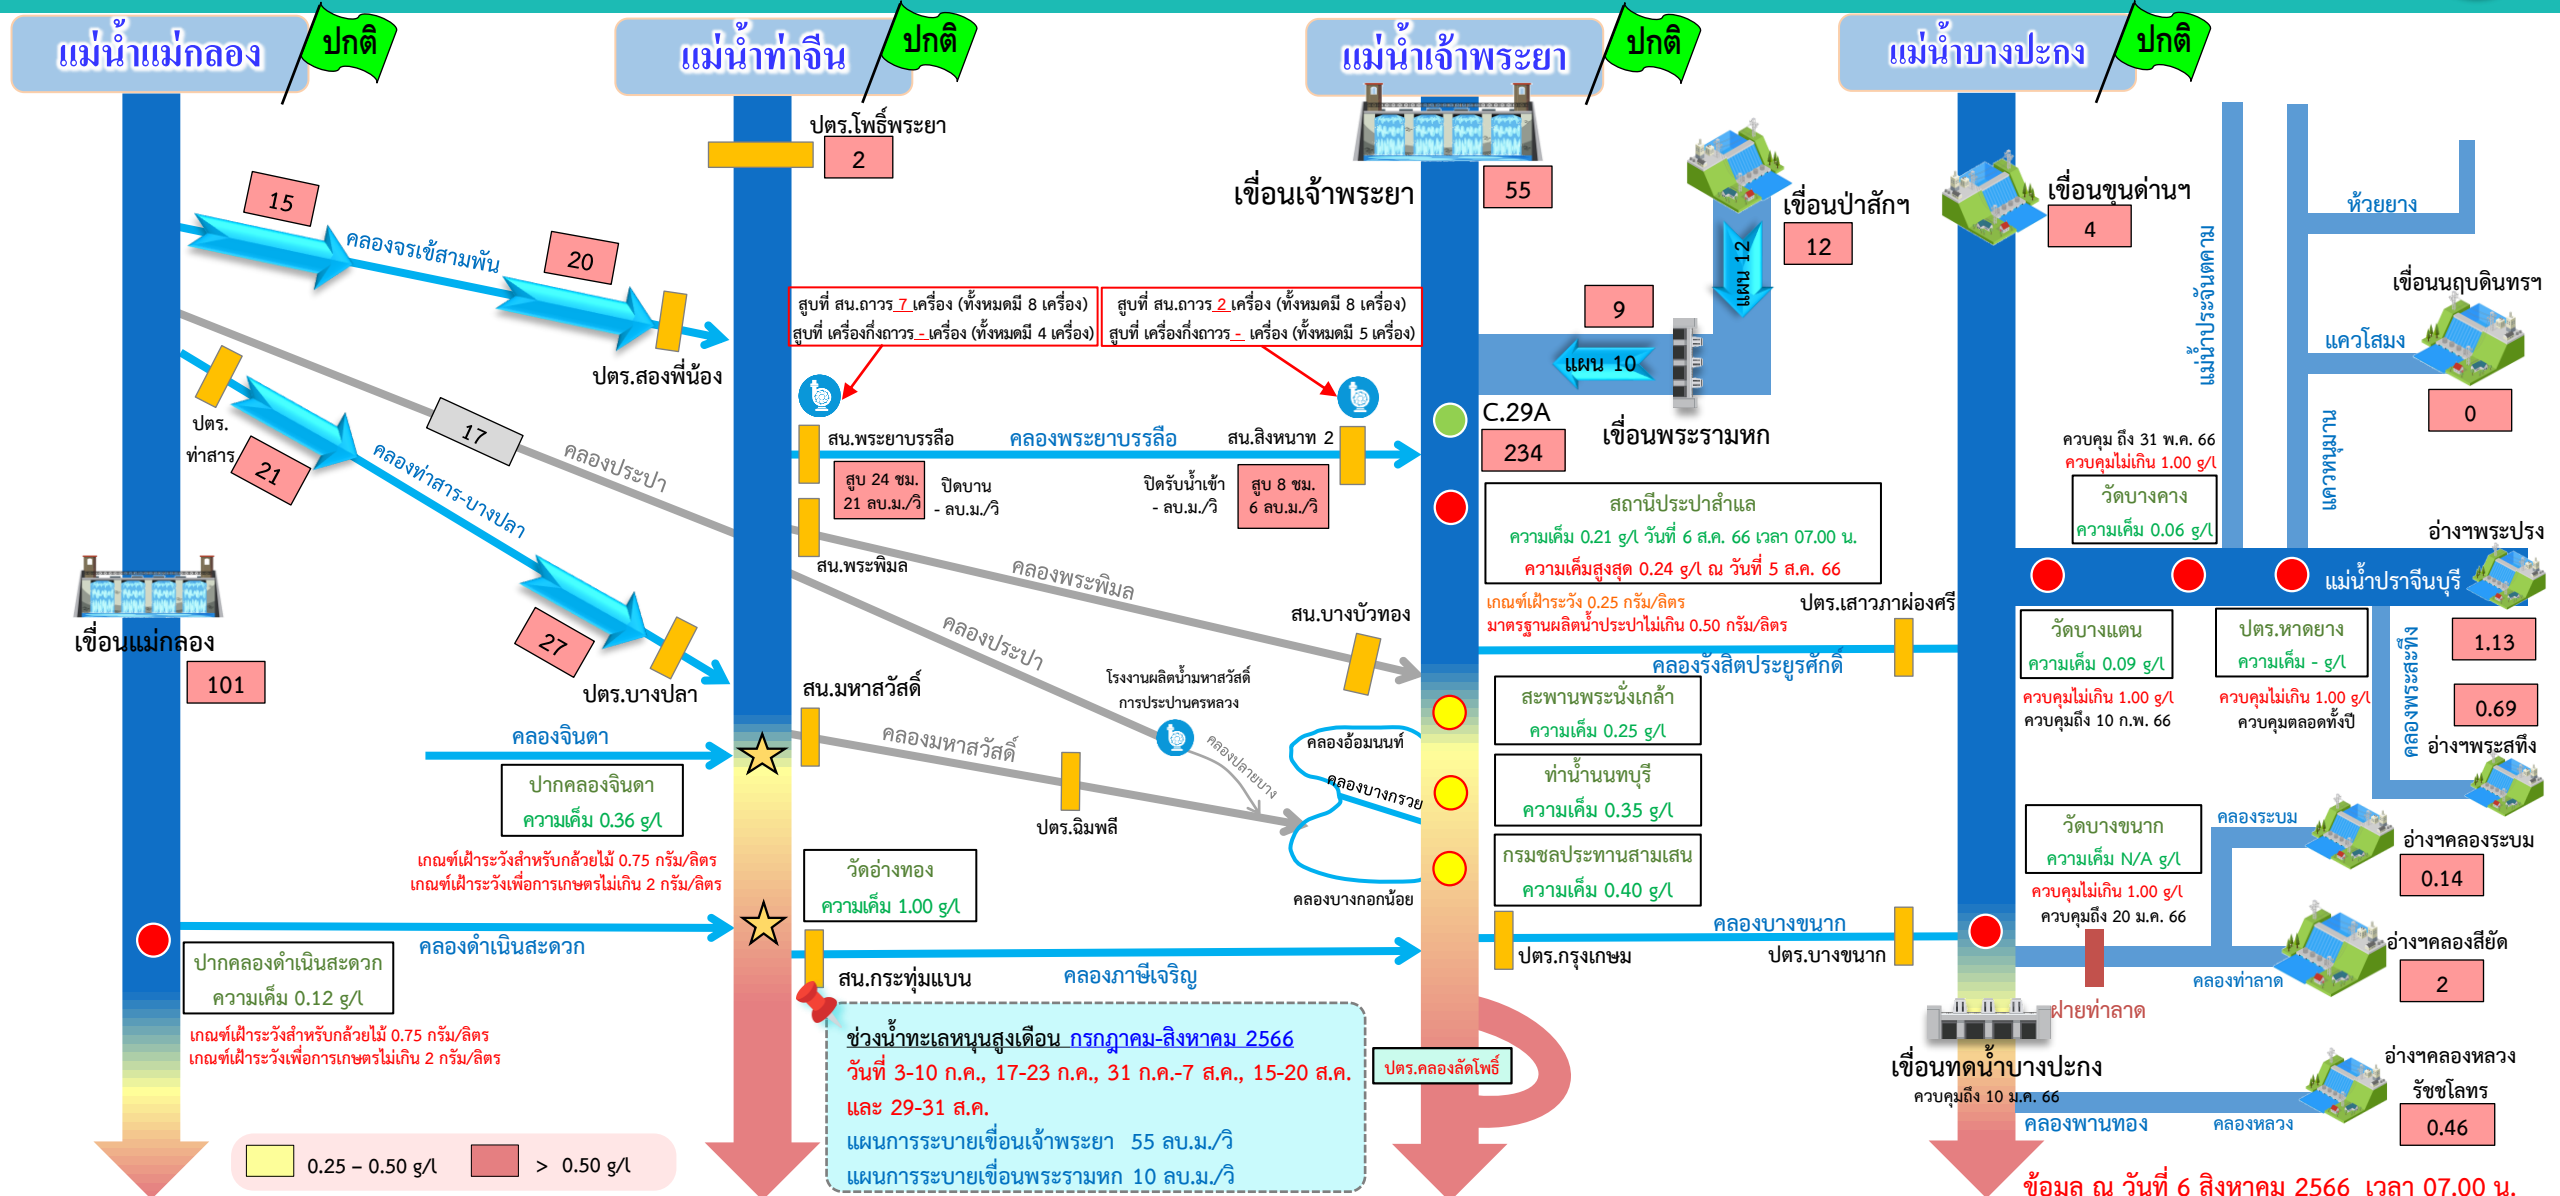 แม่น้ำแม่กลอง
ปกติ
แม่น้ำท่าจีน
ปกติ
แม่น้ำเจ้าพระยา
ปกติ
แม่น้ำบางปะกง
ปกติ
ปตร.โพธิ์พระยา
2
15
คลองจรเข้สามพัน
20
ปตร.สองพี่น้อง
ปตร.
ท่าสาร
21
17
คลองประปา
คลองท่าสาร-บางปลา
27
ปตร.บางปลา
เขื่อนแม่กลอง
101
คลองจินดา
ปากคลองจินดา
ความเค็ม 0.36 g/l
เกณฑ์เฝ้าระวังสำหรับกล้วยไม้ 0.75 กรัม/ลิตร
เกณฑ์เฝ้าระวังเพื่อการเกษตรไม่เกิน 2 กรัม/ลิตร
คลองดำเนินสะดวก
ปากคลองดำเนินสะดวก
ความเค็ม 0.12 g/l
เกณฑ์เฝ้าระวังสำหรับกล้วยไม้ 0.75 กรัม/ลิตร
เกณฑ์เฝ้าระวังเพื่อการเกษตรไม่เกิน 2 กรัม/ลิตร
0.25 – 0.50 g/l
> 0.50 g/l
สูบที่ สน.ถาวร 7 เครื่อง (ทั้งหมดมี 8 เครื่อง)
สูบที่ เครื่องกึ่งถาวร - เครื่อง (ทั้งหมดมี 4 เครื่อง)
สูบที่ สน.ถาวร 2 เครื่อง (ทั้งหมดมี 8 เครื่อง)
สูบที่ เครื่องกึ่งถาวร - เครื่อง (ทั้งหมดมี 5 เครื่อง)
สน.พระยาบรรลือ
คลองพระยาบรรลือ
สน.สิงหนาท 2
สูบ 24 ชม.
21 ลบ.ม./วิ
ปิดบาน
- ลบ.ม./วิ
ปิดรับน้ำเข้า
- ลบ.ม./วิ
สูบ 8 ชม.
6 ลบ.ม./วิ
สน.พระพิมล
คลองพระพิมล
สน.บางบัวทอง
คลองประปา
โรงงานผลิตน้ำมหาสวัสดิ์
การประปานครหลวง
สน.มหาสวัสดิ์
คลองมหาสวัสดิ์
คลองปลายบาง
ปตร.ฉิมพลี
คลองอ้อมนนท์
คลองบางกรวย
คลองบางกอกน้อย
วัดอ่างทอง
ความเค็ม 1.00 g/l
สน.กระทุ่มแบน
คลองภาษีเจริญ
ช่วงน้ำทะเลหนุนสูงเดือน กรกฎาคม-สิงหาคม 2566
วันที่ 3-10 ก.ค., 17-23 ก.ค., 31 ก.ค.-7 ส.ค., 15-20 ส.ค.
และ 29-31 ส.ค.
แผนการระบายเขื่อนเจ้าพระยา 55 ลบ.ม./วิ
แผนการระบายเขื่อนพระรามหก 10 ลบ.ม./วิ
ปตร.คลองลัดโพธิ์
เขื่อนเจ้าพระยา
55
เขื่อนป่าสักฯ
12
แผน 12
9
แผน 10
เขื่อนพระรามหก
C.29A
234
สถานีประปาสำแล
ความเค็ม 0.21 g/l วันที่ 6 ส.ค. 66 เวลา 07.00 น.
ความเค็มสูงสุด 0.24 g/l ณ วันที่ 5 ส.ค. 66
เกณฑ์เฝ้าระวัง 0.25 กรัม/ลิตร
มาตรฐานผลิตน้ำประปาไม่เกิน 0.50 กรัม/ลิตร
ปตร.เสาวภาผ่องศรี
คลองรังสิตประยูรศักดิ์
สะพานพระนั่งเกล้า
ความเค็ม 0.25 g/l
ท่าน้ำนนทบุรี
ความเค็ม 0.35 g/l
กรมชลประทานสามเสน
ความเค็ม 0.40 g/l
ปตร.กรุงเกษม
คลองบางขนาก
ปตร.บางขนาก
เขื่อนขุนด่านฯ
4
แม่น้ำประจันตคาม
ห้วยยาง
เขื่อนนฤบดินทรฯ
แควโสมง
0
แควหนุมาน
ควบคุม ถึง 31 พ.ค. 66
ควบคุมไม่เกิน 1.00 g/l
วัดบางคาง
ความเค็ม 0.06 g/l
อ่างฯพระปรง
แม่น้ำปราจีนบุรี
1.13
วัดบางแตน
ความเค็ม 0.09 g/l
ควบคุมไม่เกิน 1.00 g/l
ควบคุมถึง 10 ก.พ. 66
ปตร.หาดยาง
ความเค็ม - g/l
ควบคุมไม่เกิน 1.00 g/l
ควบคุมตลอดทั้งปี
คลองพระสะทึง
0.69
อ่างฯพระสทึง
วัดบางขนาก
ความเค็ม N/A g/l
ควบคุมไม่เกิน 1.00 g/l
ควบคุมถึง 20 ม.ค. 66
คลองระบม
อ่างฯคลองระบม
0.14
อ่างฯคลองสียัด
2
คลองท่าลาด
ฝายท่าลาด
เขื่อนทดน้ำบางปะกง
ควบคุมถึง 10 ม.ค. 66
อ่างฯคลองหลวง
รัชชโลทร
0.46
คลองพานทอง
คลองหลวง
ข้อมูล ณ วันที่ 6 สิงหาคม 2566 เวลา 07.00 น.